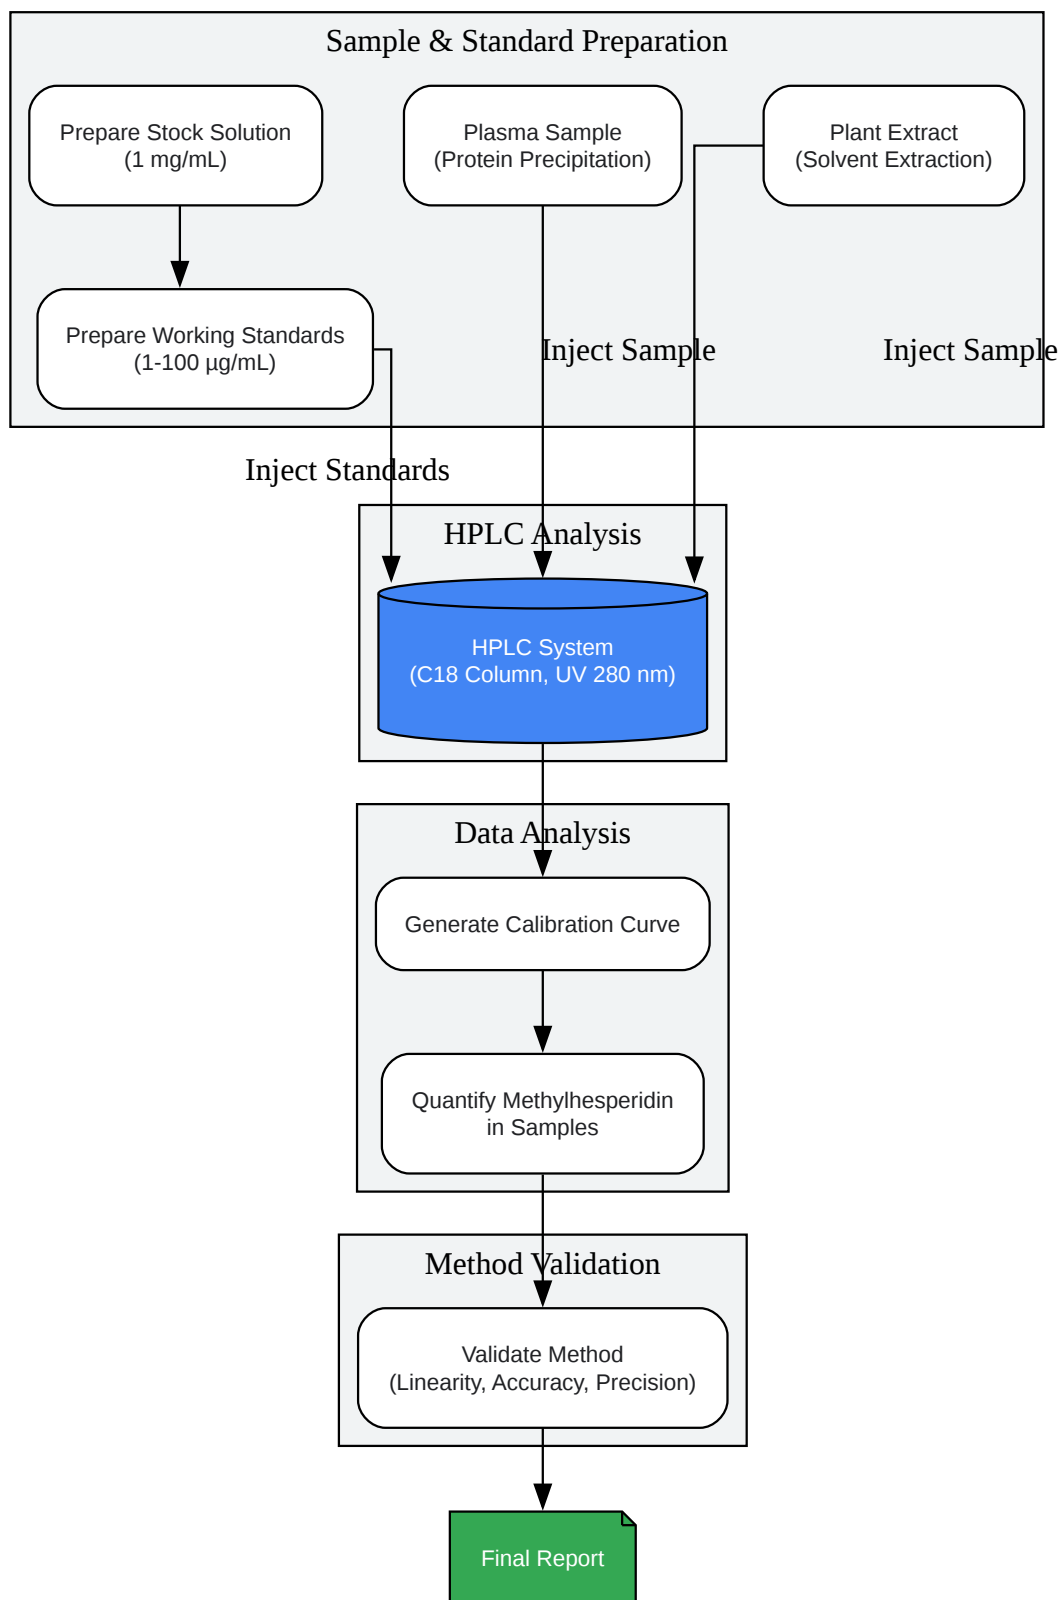 Sample & Standard Preparation
Prepare Stock Solution
(1 mg/mL)
Plasma Sample
(Protein Precipitation)
Plant Extract
(Solvent Extraction)
Prepare Working Standards
(1-100 µg/mL)
Inject Sample
Inject Sample
Inject Standards
HPLC Analysis
HPLC System
(C18 Column, UV 280 nm)
Data Analysis
Generate Calibration Curve
Quantify Methylhesperidin
in Samples
Method Validation
Validate Method
(Linearity, Accuracy, Precision)
Final Report